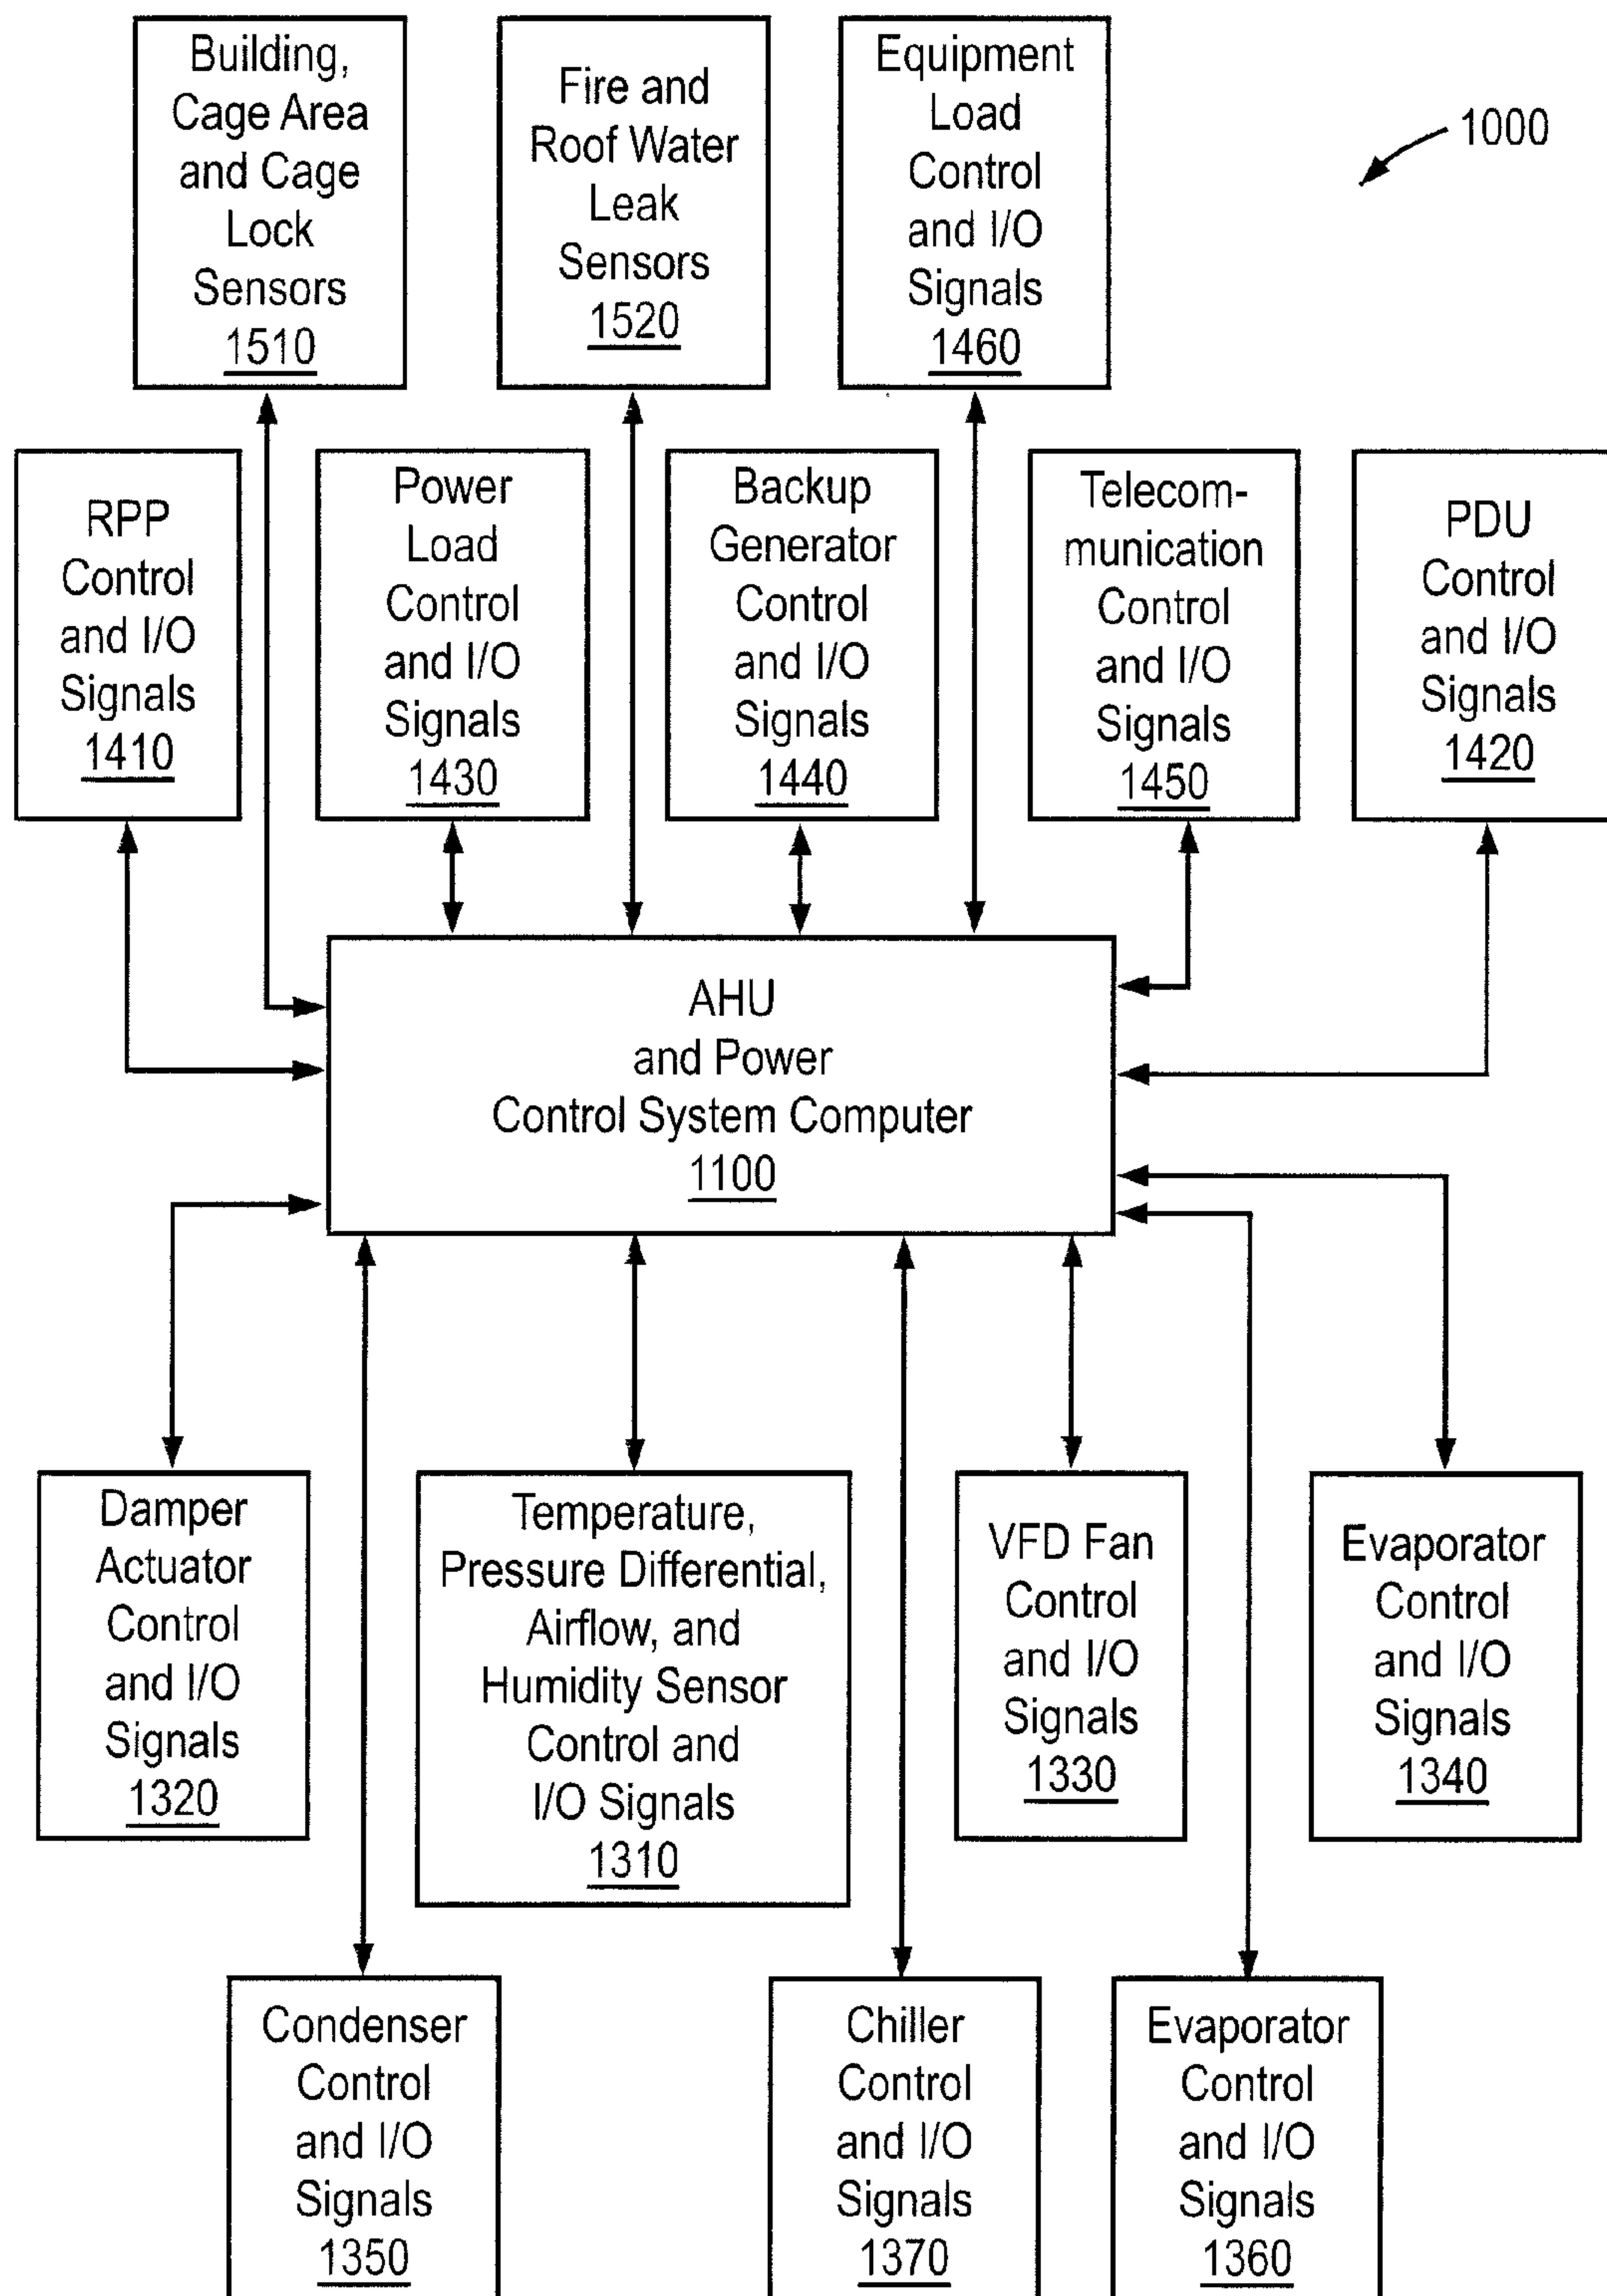 Building,
Cage Area
and Cage
Lock
Sensors
1510
Fire and
Roof Water
Leak
Sensors
1520
Equipment
Load
Control
and I/O
Signals
1460
1000
RPP
Control
and I/O
Signals
1410
Power
Load
Control
and I/O
Signals
1430
Backup
Generator
Control
and I/O
Signals
1440
Telecom-
munication
Control
and I/O
Signals
1450
PDU
Control
and I/O
Signals
1420
AHU
and Power
Control System Computer
1100
Damper
Actuator
Control
and I/O
Signals
1320
Temperature,
Pressure Differential,
Airflow, and
Humidity Sensor
Control and
I/O Signals
1310
VFD Fan
Control
and I/O
Signals
1330
Evaporator
Control
and I/O
Signals
1340
Condenser
Control
and I/O
Signals
1350
Chiller
Control
and I/O
Signals
1370
Evaporator
Control
and I/O
Signals
1360